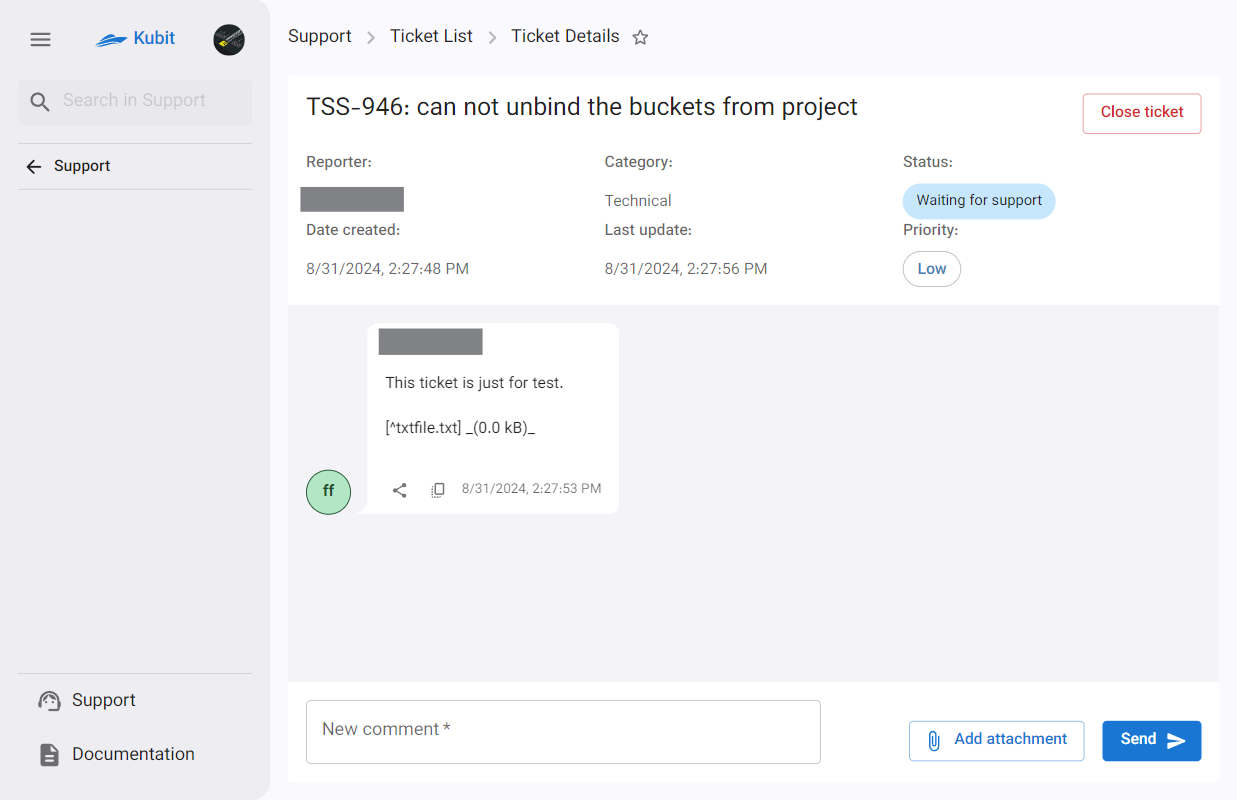 Kubit
Search in Support
Support
Support
Documentation
Support > Ticket List > Ticket Details
TSS-946: can not unbind the buckets from project
Close ticket
Reporter: Category: Status:
Technical Waiting for support
Date created: Last update: Priority:
8/31/2024, 2:27:48 PM 8/31/2024, 2:27:56 PM Low
This ticket is just for test.
[^txtfile.txt] _(0.0 kB)_
ff 8/31/2024, 2:27:53 PM
New comment *
Add attachment Send